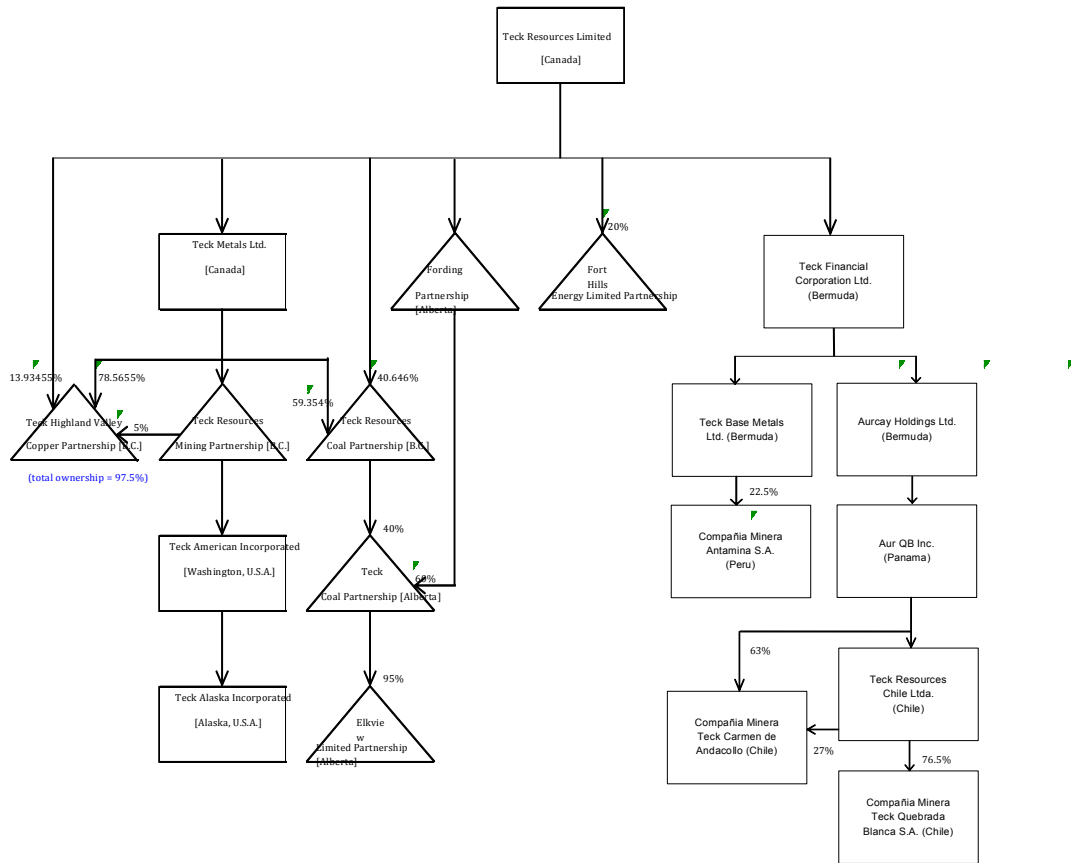 Teck Resources Limited
[Canada]
20%
Teck Metals Ltd.
[Canada]
Fording
Partnership
[Alberta]
Fort
Hills
Energy Limited Partnership
Teck Financial
Corporation Ltd.
(Bermuda)
13.93455%
78.5655%
59.354%
40.646%
Teck Highland Valley
Copper Partnership [B.C.]
5%
Teck Resources
Mining Partnership [B.C.]
Teck Resources
Coal Partnership [B.C.]
(total ownership = 97.5%)
Teck Base Metals
Ltd. (Bermuda)
Aurcay Holdings Ltd.
(Bermuda)
22.5%
Compañia Minera
Antamina S.A.
(Peru)
Aur QB Inc.
(Panama)
40%
Teck American Incorporated
[Washington, U.S.A.]
Teck
60%
Coal Partnership [Alberta]
63%
95%
Teck Alaska Incorporated
[Alaska, U.S.A.]
Elkvie
w
Limited Partnership
[Alberta]
Teck Resources
Chile Ltda.
(Chile)
Compañia Minera
Teck Carmen de
Andacollo (Chile)
27%
76.5%
Compañia Minera
Teck Quebrada
Blanca S.A. (Chile)